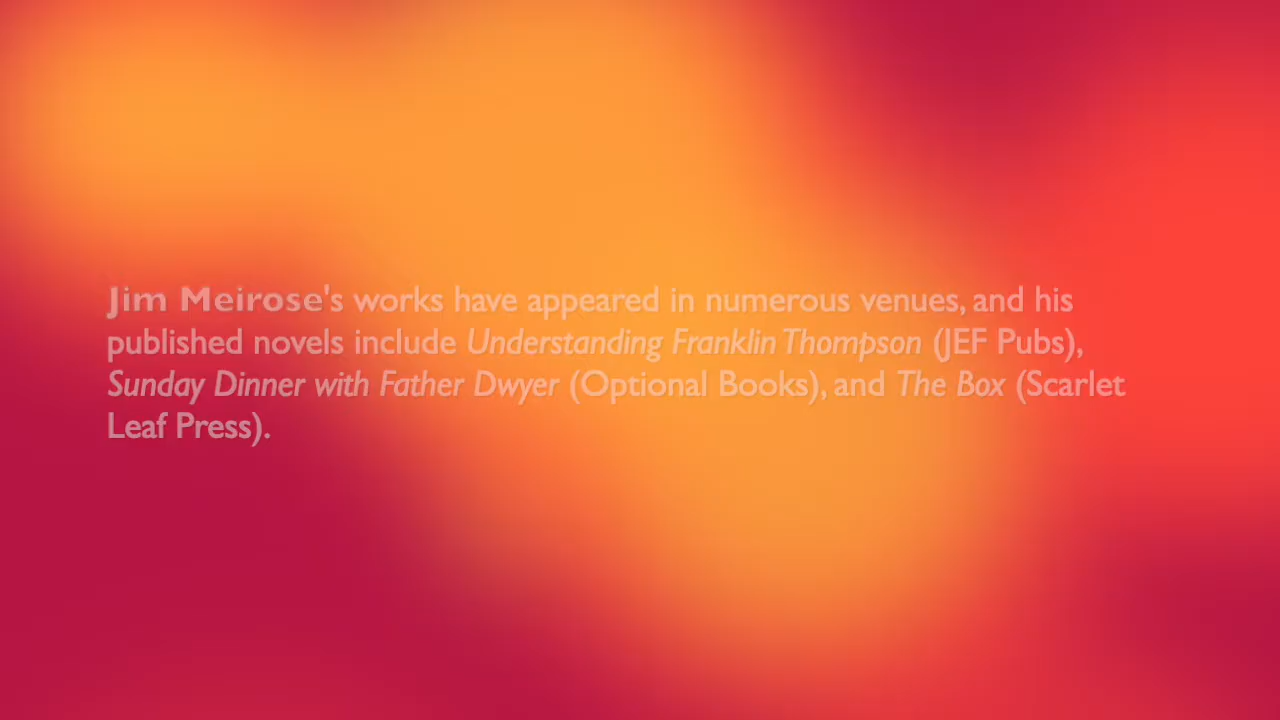 Jim Meirose's works have appeared in numerous venues, and his
published novels include Understanding Franklin Thompson (JEF Pubs),
Sunday Dinner with Father Dwyer (Optional Books), and The Box (Scarlet
Leaf Press).